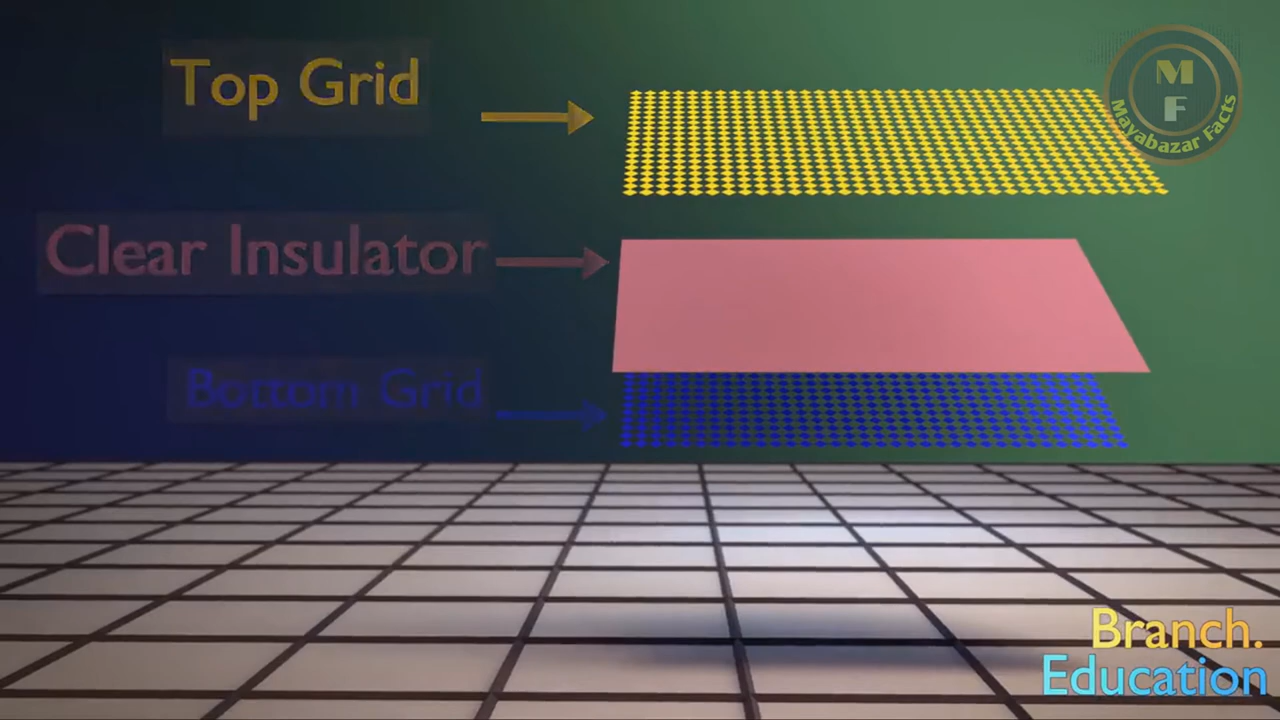 Top Grid
M
F
Mayabazar Facts
Clear Insulator
Bottom Grid
Branch.
Education